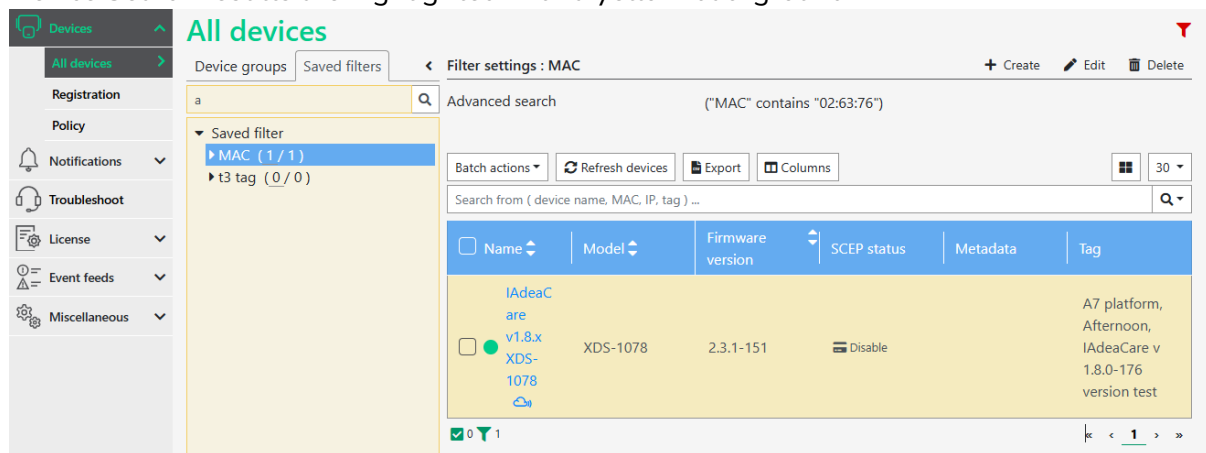 Devices
All devices
Registration
Policy
Notifications
Troubleshoot
License
Event feeds
Miscellaneous
All devices
Device groups Saved filters
a
Saved filter
MAC ( 1 / 1 )
t3 tag ( 0 / 0 )
Filter settings : MAC
Create Edit Delete
Advanced search ("MAC" contains "02:63:76")
Batch actions Refresh devices Export Columns 30
Search from ( device name, MAC, IP, tag ) ...
Name Model Firmware version SCEP status Metadata Tag
IAdeaC
are
v1.8.x
XDS-
1078
XDS-1078 2.3.1-151 Disable
A7 platform,
Afternoon,
IAdeaCare v
1.8.0-176
version test
0 1
« ‹ 1 › »